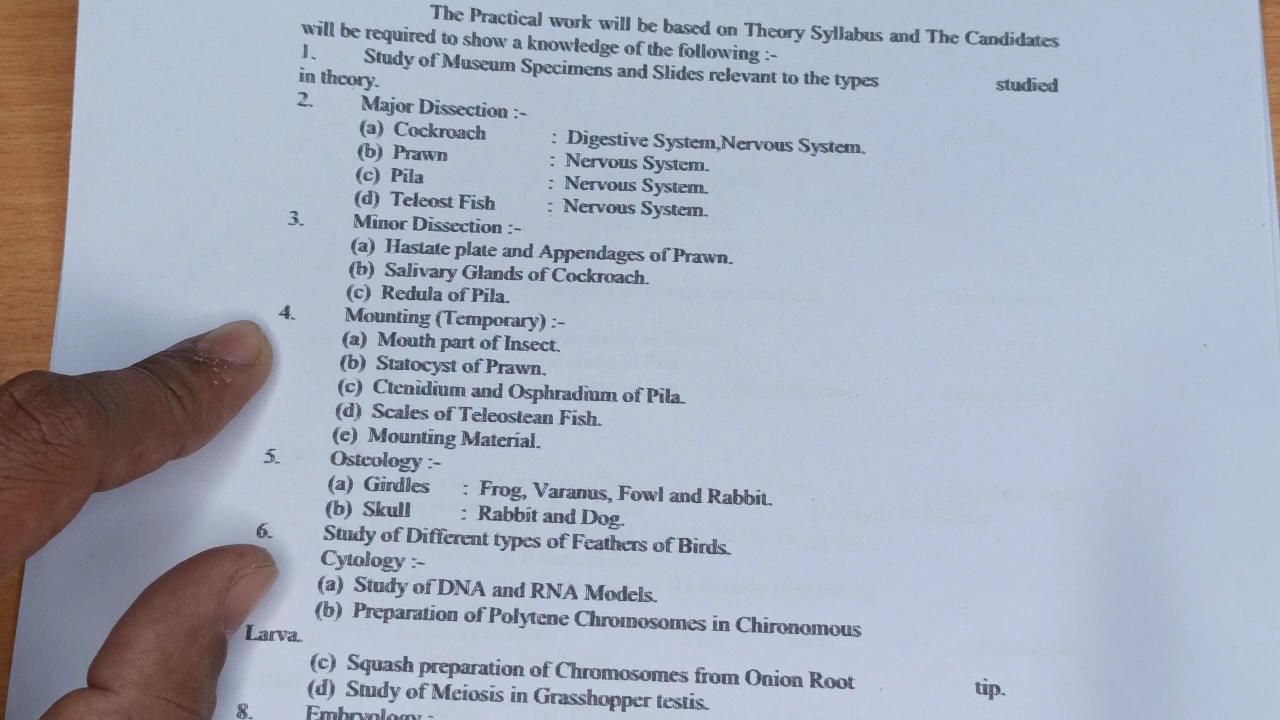 The Practical work will be based on Theory Syllabus and The Candidates
will be required to show a knowledge of the following :-
1. Study of Museum Specimens and Slides relevant to the types studied
in theory.
2. Major Dissection :-
(a) Cockroach : Digestive System,Nervous System.
(b) Prawn : Nervous System.
(c) Pila : Nervous System.
(d) Teleost Fish : Nervous System.
3. Minor Dissection :-
(a) Hastate plate and Appendages of Prawn.
(b) Salivary Glands of Cockroach.
(c) Redula of Pila.
4. Mounting (Temporary) :-
(a) Mouth part of Insect.
(b) Statocyst of Prawn.
(c) Ctenidium and Osphradium of Pila.
(d) Scales of Teleostean Fish.
(e) Mounting Material.
5. Osteology :-
(a) Girdles : Frog, Varanus, Fowl and Rabbit.
(b) Skull : Rabbit and Dog.
6. Study of Different types of Feathers of Birds.
Cytology :-
(a) Study of DNA and RNA Models.
(b) Preparation of Polytene Chromosomes in Chironomous
Larva.
(c) Squash preparation of Chromosomes from Onion Root tip.
(d) Study of Meiosis in Grasshopper testis.
8. Embryology :-